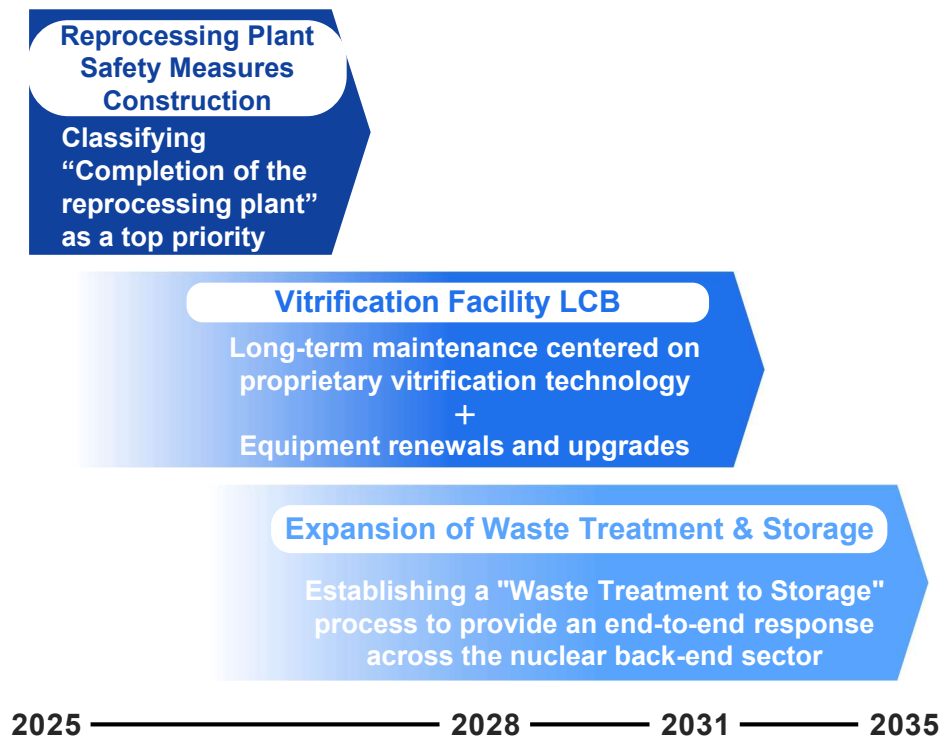 Reprocessing Plant
Safety Measures
Construction
Classifying
“Completion of the
reprocessing plant”
as a top priority
Vitrification Facility LCB
Long-term maintenance centered on
proprietary vitrification technology
+
Equipment renewals and upgrades
Expansion of Waste Treatment & Storage
Establishing a "Waste Treatment to Storage"
process to provide an end-to-end response
across the nuclear back-end sector
2025 2028 2031 2035